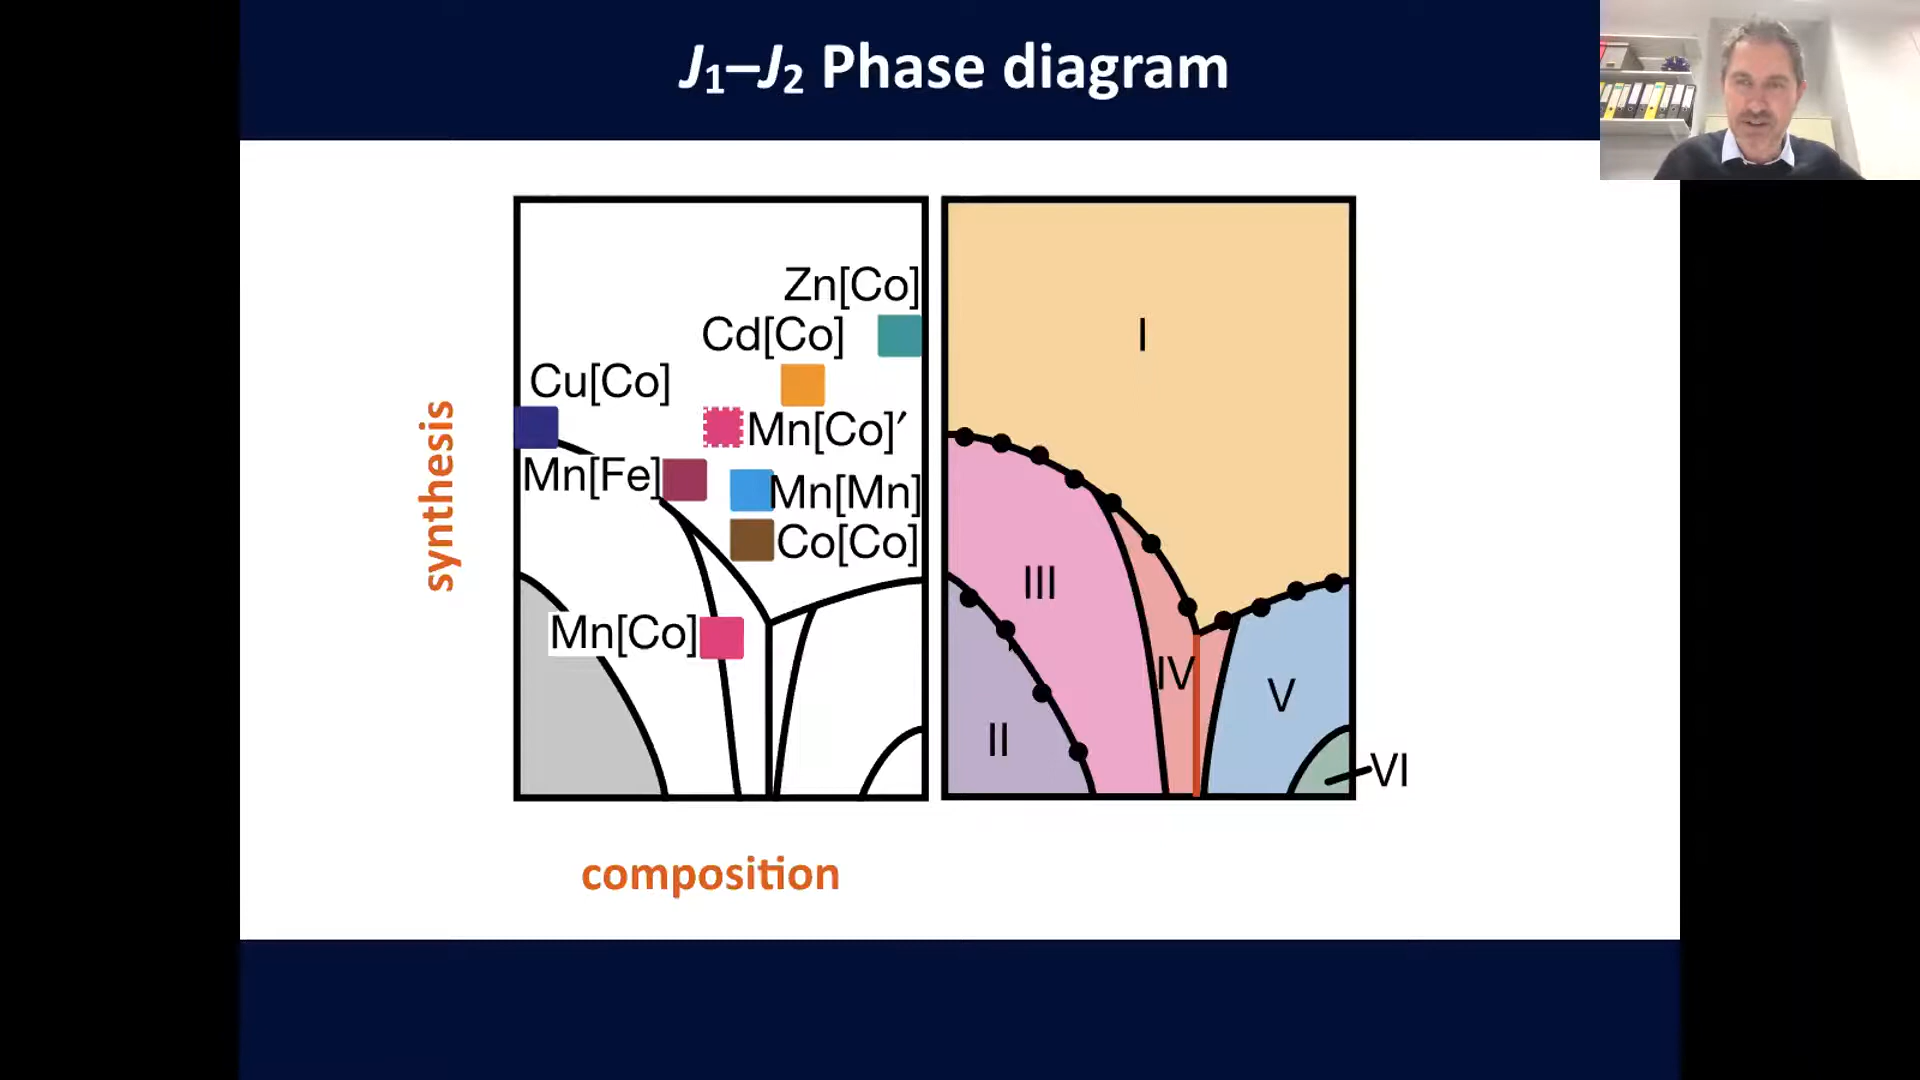 J₁–J₂ Phase diagram
Zn[Co]
Cd[Co]
Cu[Co]
Mn[Co]′
Mn[Fe]
Mn[Mn]
Co[Co]
Mn[Co]
synthesis
composition
I
III
IV
V
II
VI